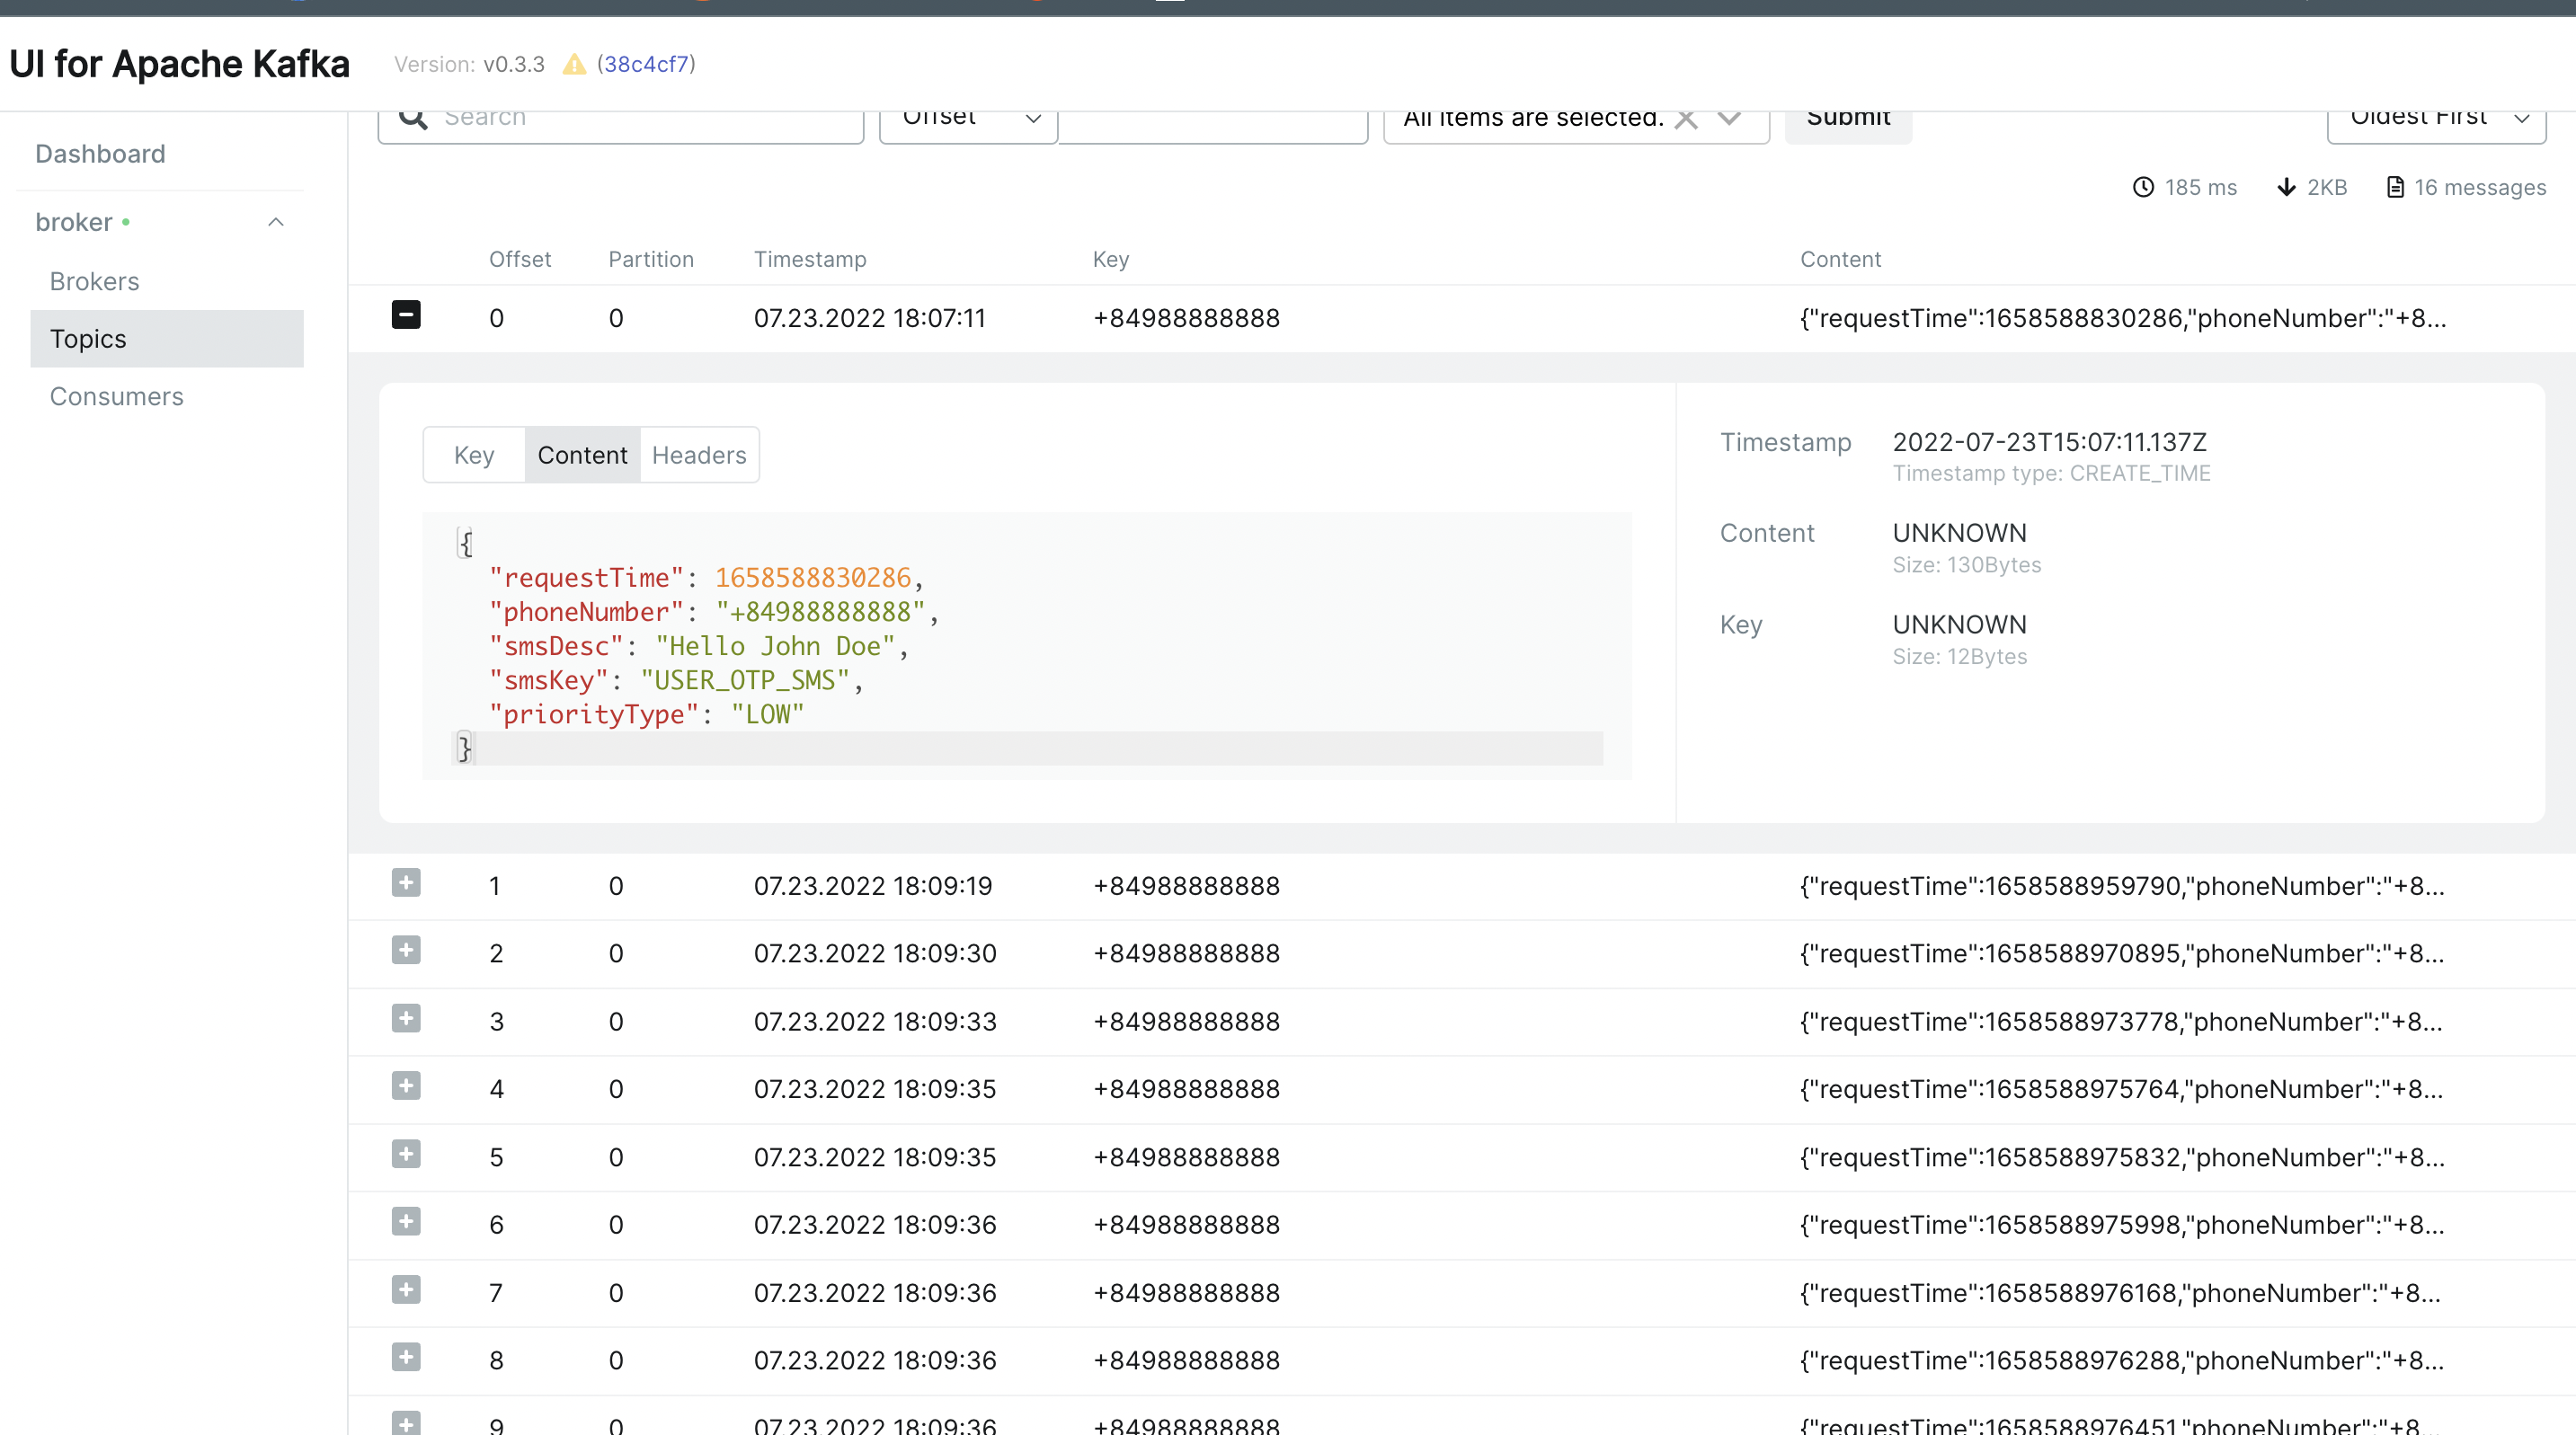 UI for Apache Kafka Version: v0.3.3 (38c4cf7)
Search Offset All items are selected. Submit Oldest First
Dashboard
185 ms 2KB 16 messages
broker
Brokers
Topics
Consumers
Offset Partition Timestamp Key Content
0 0 07.23.2022 18:07:11 +84988888888 {"requestTime":1658588830286,"phoneNumber":"+8...
Key Content Headers
{
"requestTime": 1658588830286,
"phoneNumber": "+84988888888",
"smsDesc": "Hello John Doe",
"smsKey": "USER_OTP_SMS",
"priorityType": "LOW"
}
Timestamp 2022-07-23T15:07:11.137Z
Timestamp type: CREATE_TIME
Content UNKNOWN
Size: 130Bytes
Key UNKNOWN
Size: 12Bytes
1 0 07.23.2022 18:09:19 +84988888888 {"requestTime":1658588959790,"phoneNumber":"+8...
2 0 07.23.2022 18:09:30 +84988888888 {"requestTime":1658588970895,"phoneNumber":"+8...
3 0 07.23.2022 18:09:33 +84988888888 {"requestTime":1658588973778,"phoneNumber":"+8...
4 0 07.23.2022 18:09:35 +84988888888 {"requestTime":1658588975764,"phoneNumber":"+8...
5 0 07.23.2022 18:09:35 +84988888888 {"requestTime":1658588975832,"phoneNumber":"+8...
6 0 07.23.2022 18:09:36 +84988888888 {"requestTime":1658588975998,"phoneNumber":"+8...
7 0 07.23.2022 18:09:36 +84988888888 {"requestTime":1658588976168,"phoneNumber":"+8...
8 0 07.23.2022 18:09:36 +84988888888 {"requestTime":1658588976288,"phoneNumber":"+8...
9 0 07.23.2022 18:09:36 +84988888888 {"requestTime":1658588976451,"phoneNumber":"+8...